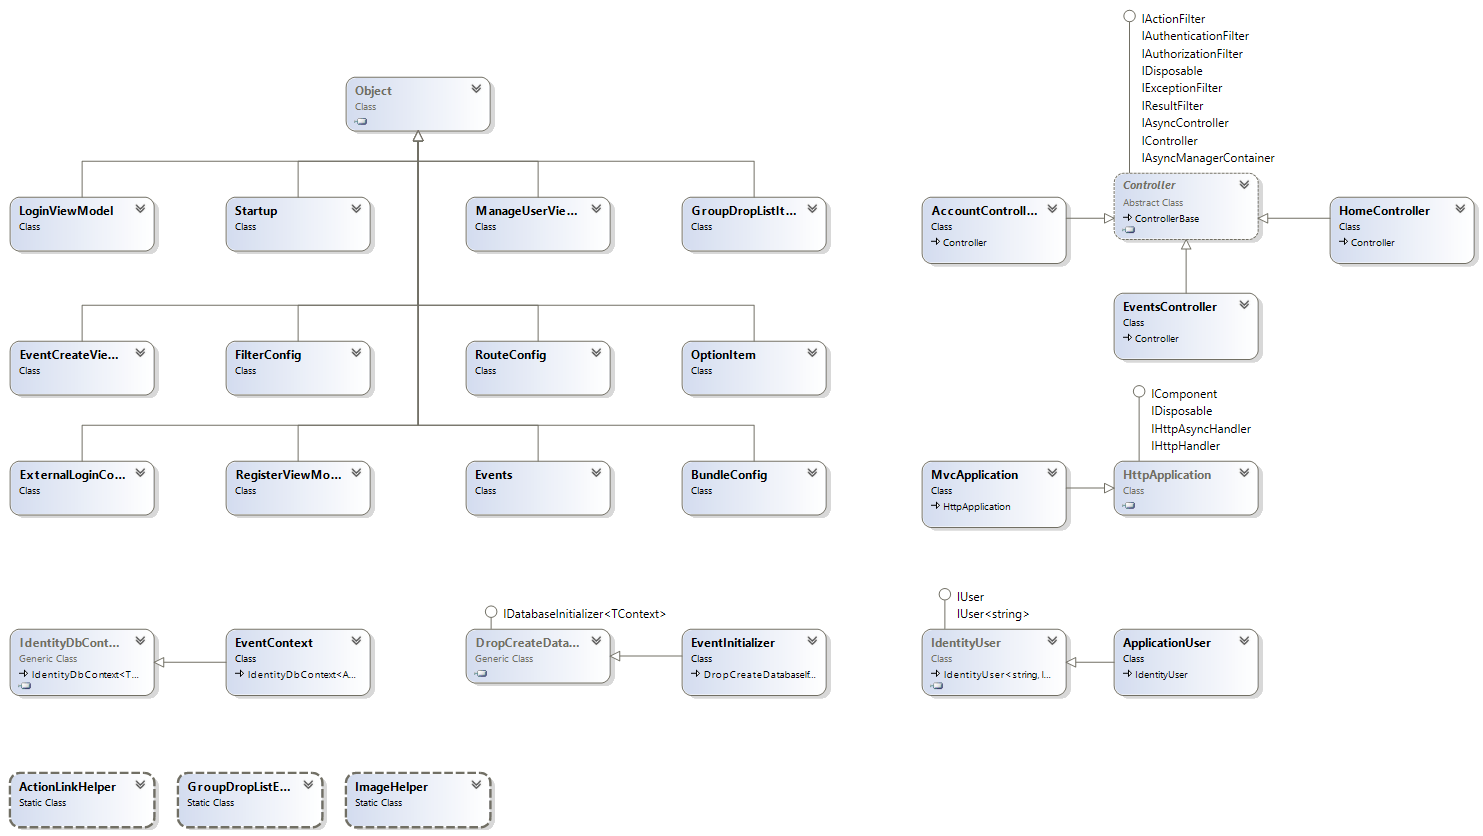 Object
Class
LoginViewModel
Class
Startup
Class
ManageUserVie...
Class
GroupDropListIt...
Class
EventCreateVie...
Class
FilterConfig
Class
RouteConfig
Class
OptionItem
Class
ExternalLoginCo...
Class
RegisterViewMo...
Class
Events
Class
BundleConfig
Class
IActionFilter
IAuthenticationFilter
IAuthorizationFilter
IDisposable
IExceptionFilter
IResultFilter
IAsyncController
IController
IAsyncManagerContainer
AccountControll...
Class
Controller
Controller
Abstract Class
ControllerBase
HomeController
Class
Controller
EventsController
Class
Controller
IComponent
IDisposable
IHttpAsyncHandler
IHttpHandler
MvcApplication
Class
HttpApplication
HttpApplication
Class
IdentityDbCont...
Generic Class
IdentityDbContext<T...
EventContext
Class
IdentityDbContext<A...
IDatabaseInitializer<TContext>
DropCreateData...
Generic Class
EventInitializer
Class
DropCreateDatabaseIf...
IUser
IUser<string>
IdentityUser
Class
IdentityUser<string, I...
ApplicationUser
Class
IdentityUser
ActionLinkHelper
Static Class
GroupDropListE...
Static Class
ImageHelper
Static Class